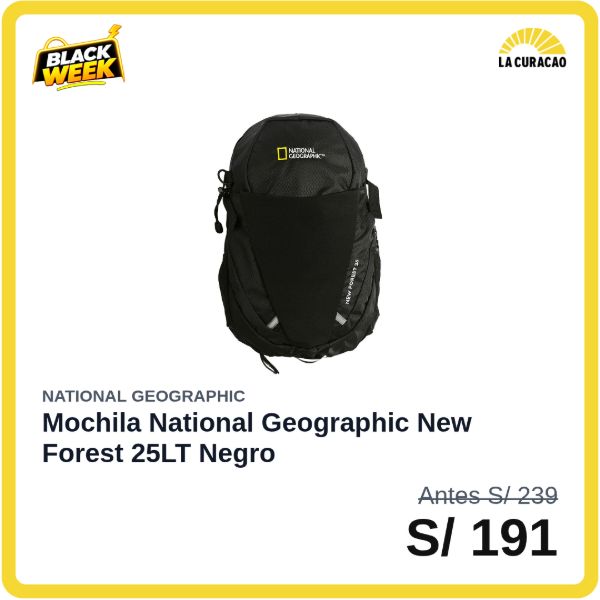 BLACK
WEEK
LA CURACAO
NATIONAL
GEOGRAPHIC™
NEW FOREST
NATIONAL GEOGRAPHIC
Mochila National Geographic New
Forest 25LT Negro
Antes S/ 239
S/ 191